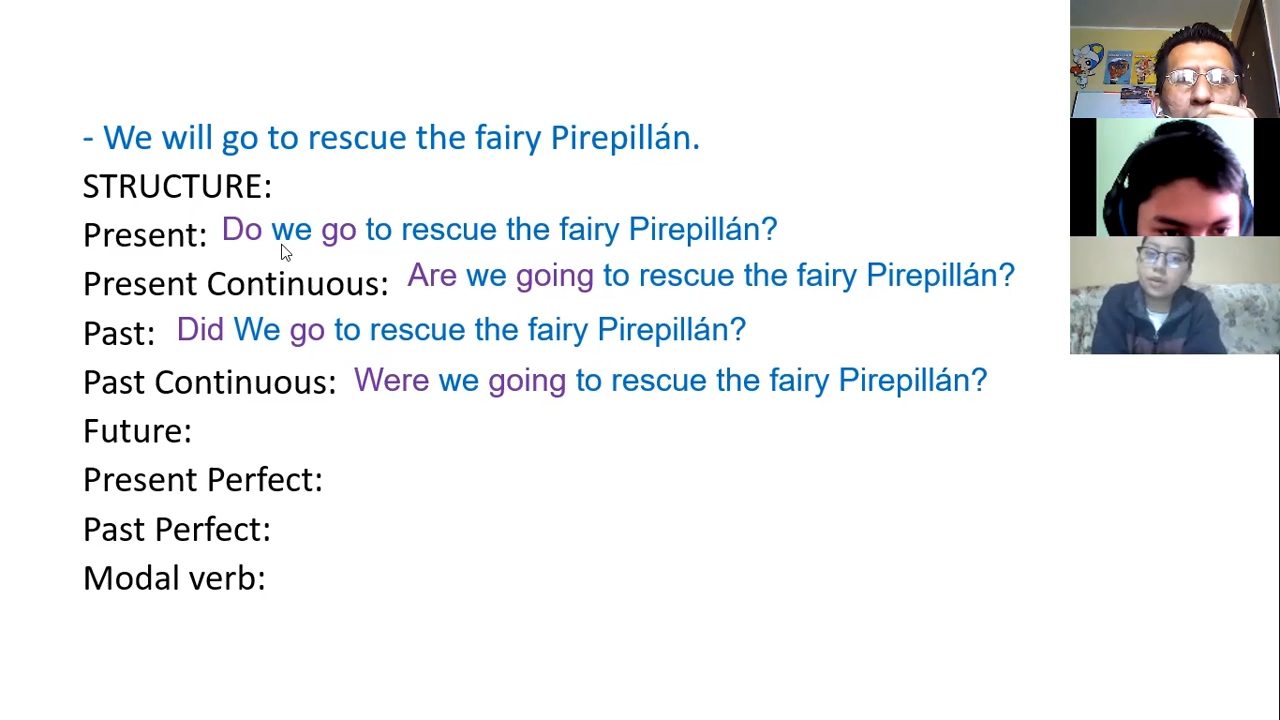 - We will go to rescue the fairy Pirepillán.
STRUCTURE:
Present: Do we go to rescue the fairy Pirepillán?
Present Continuous: Are we going to rescue the fairy Pirepillán?
Past: Did We go to rescue the fairy Pirepillán?
Past Continuous: Were we going to rescue the fairy Pirepillán?
Future:
Present Perfect:
Past Perfect:
Modal verb: